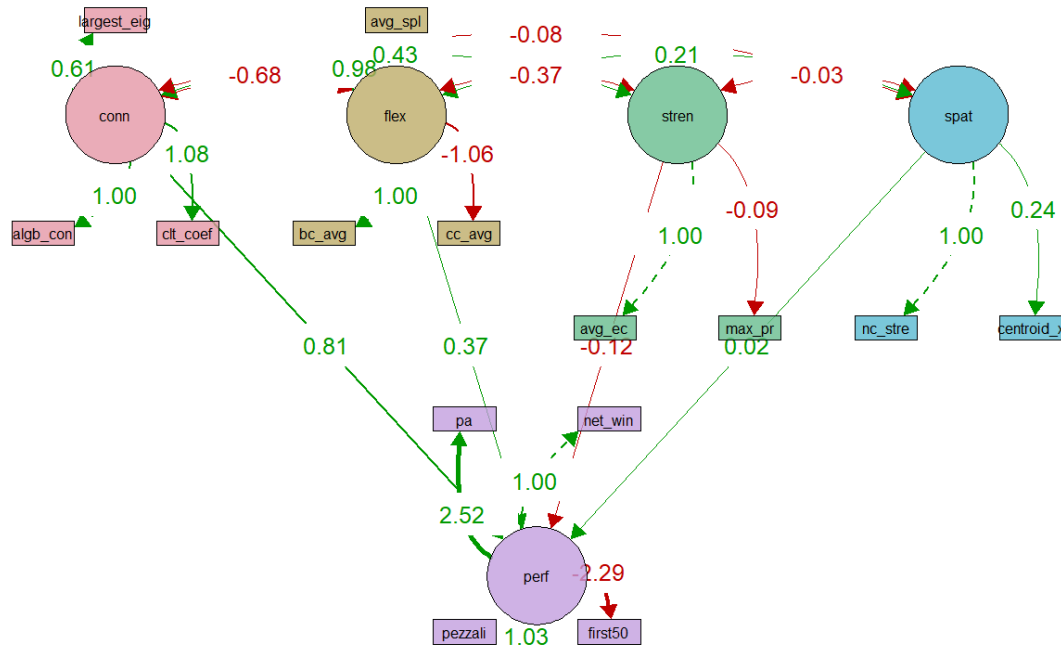 largest_eig
avg_spl
-0.08
0.61
-0.68
0.98
0.43
-0.37
0.21
-0.03
conn
flex
stren
spat
1.08
-1.06
1.00
1.00
-0.09
0.24
algb_con
clt_coef
bc_avg
cc_avg
1.00
1.00
avg_ec
max_pr
nc_stre
centroid_x
0.81
0.37
-0.12
0.02
pa
net_win
1.00
2.52
perf
-2.29
pezzali
1.03
first50